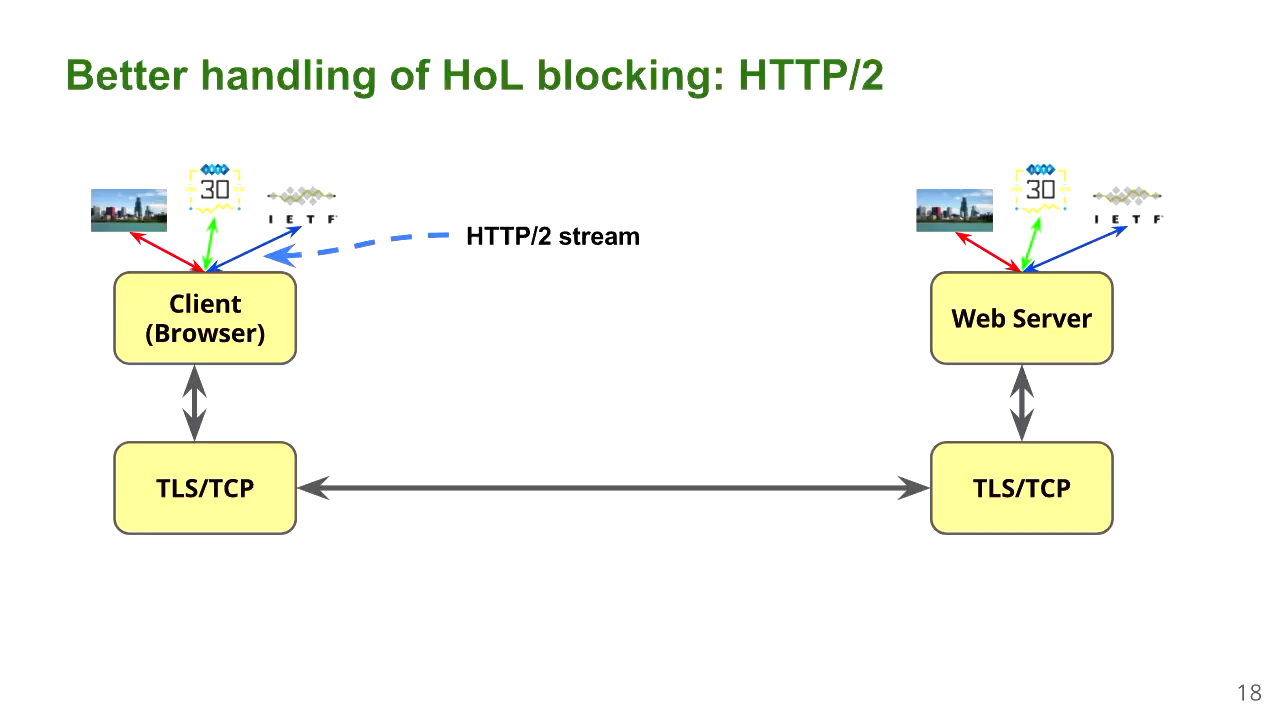 Better handling of HoL blocking: HTTP/2
30
I E T F
HTTP/2 stream
Client
(Browser)
TLS/TCP
30
I E T F
Web Server
TLS/TCP
18